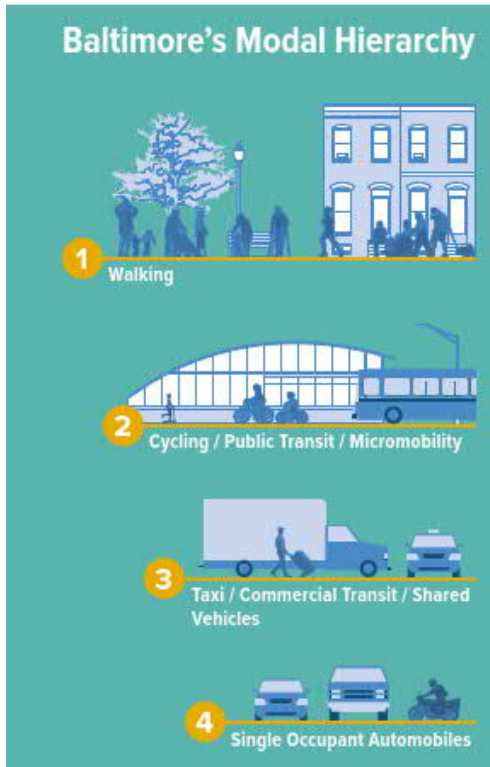 Baltimore's Modal Hierarchy
1
Walking
2
Cycling / Public Transit / Micromobility
3
Taxi / Commercial Transit / Shared
Vehicles
4
Single Occupant Automobiles